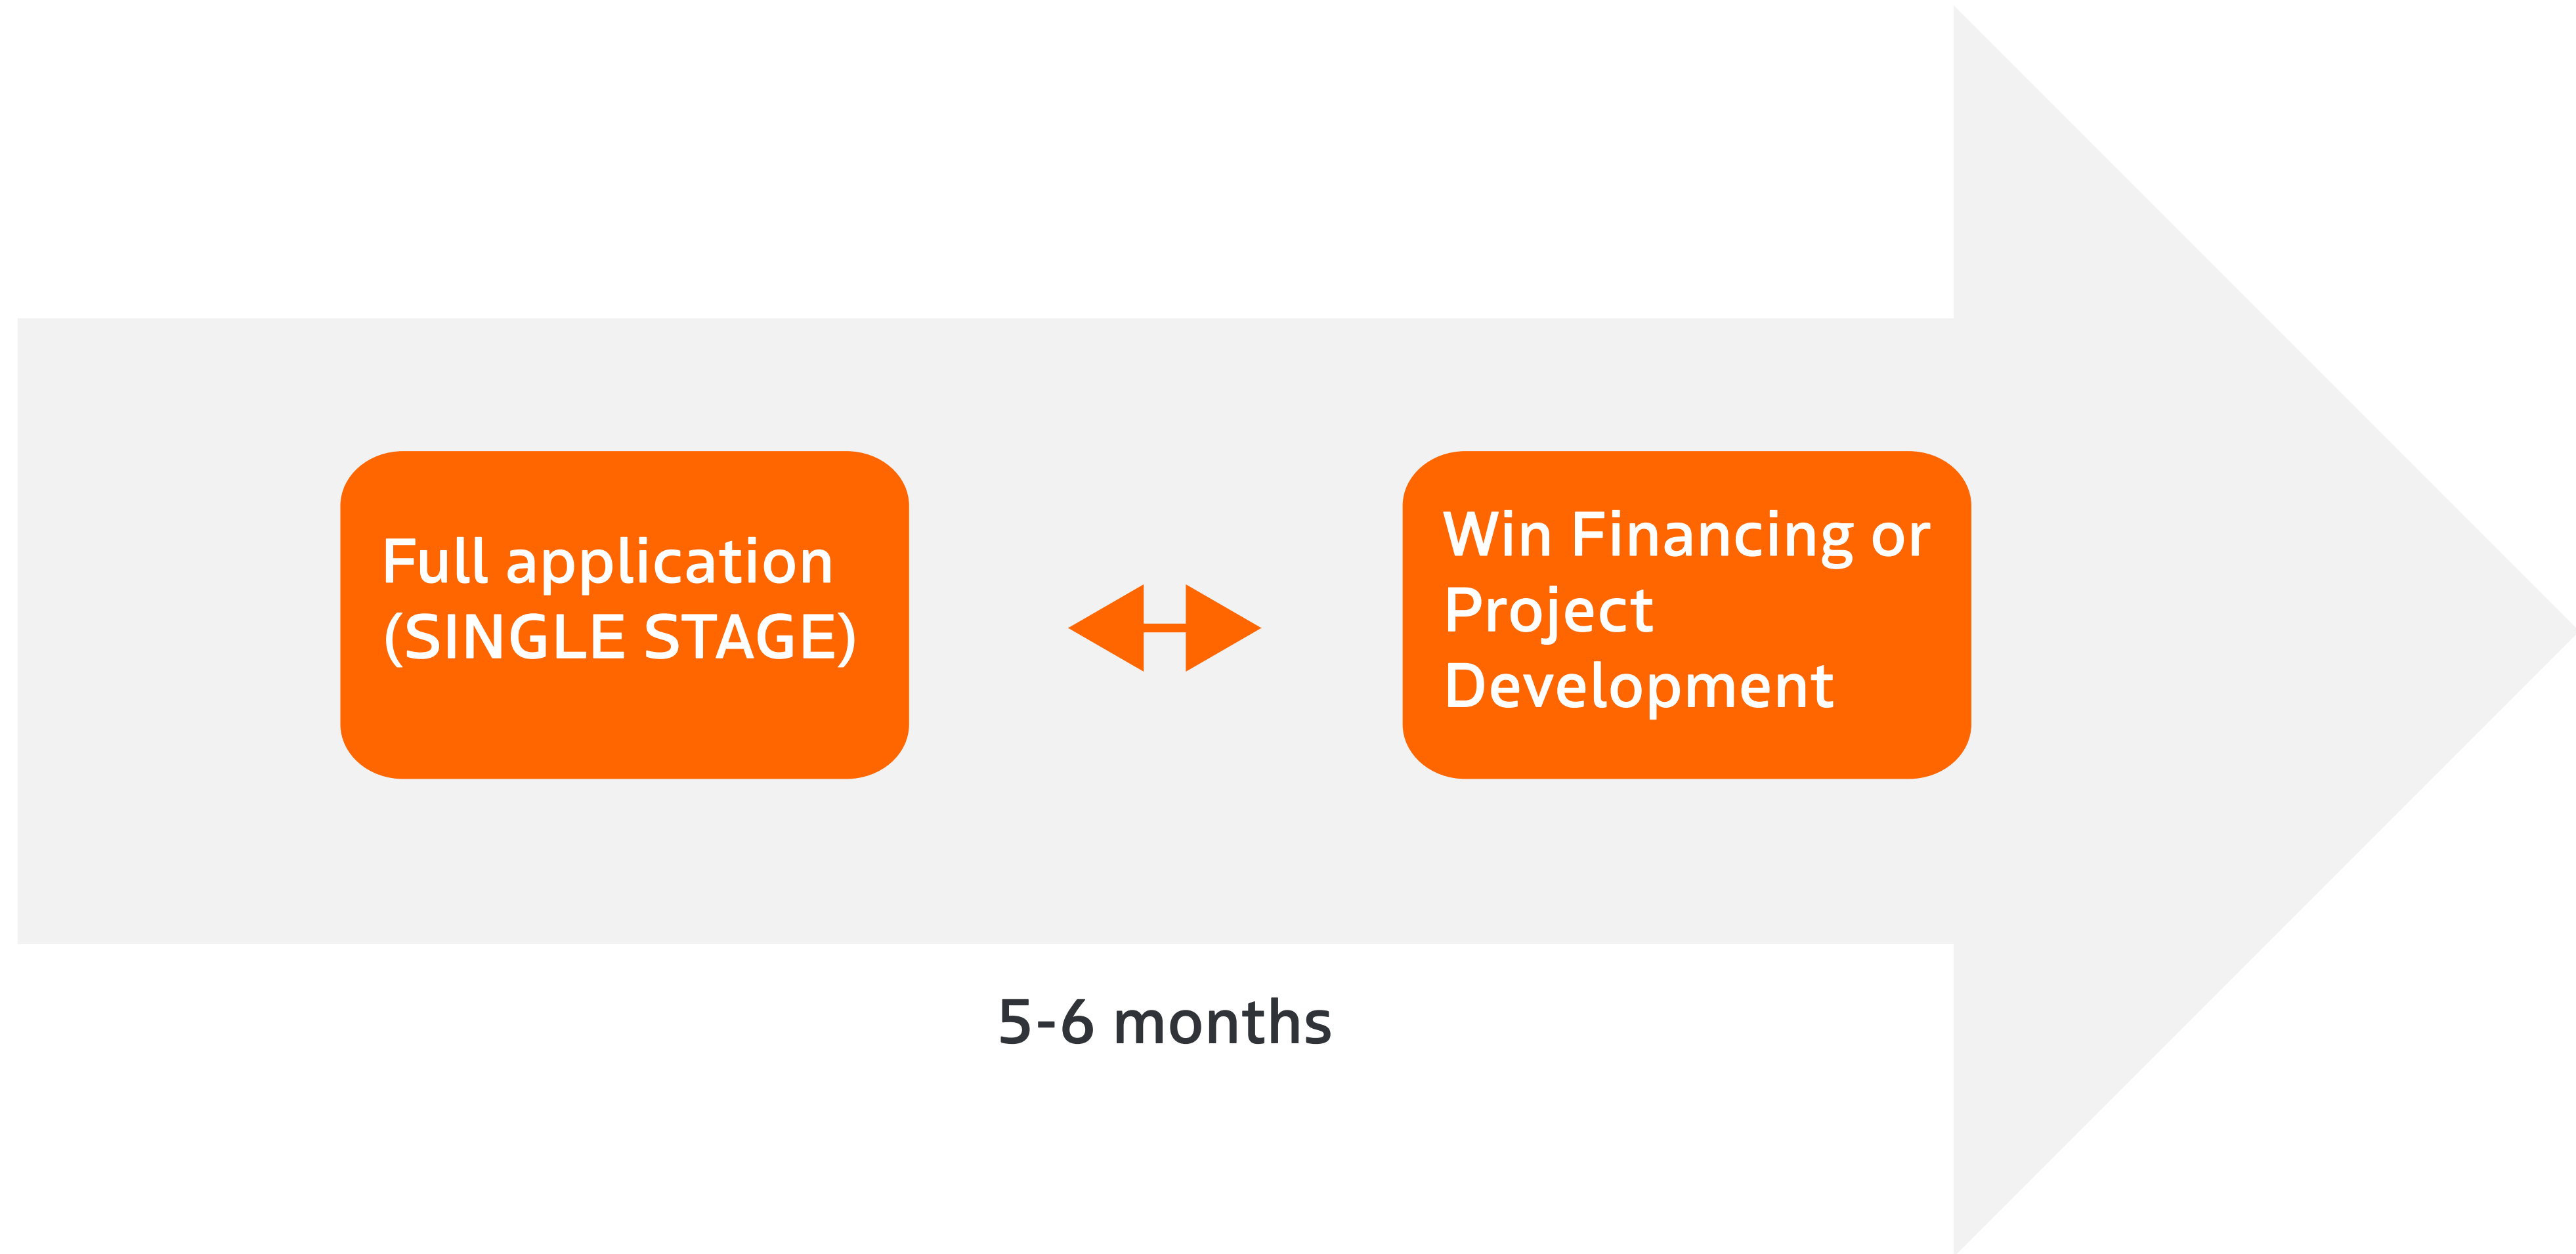 Full application
(SINGLE STAGE)
Win Financing or
Project
Development
5-6 months